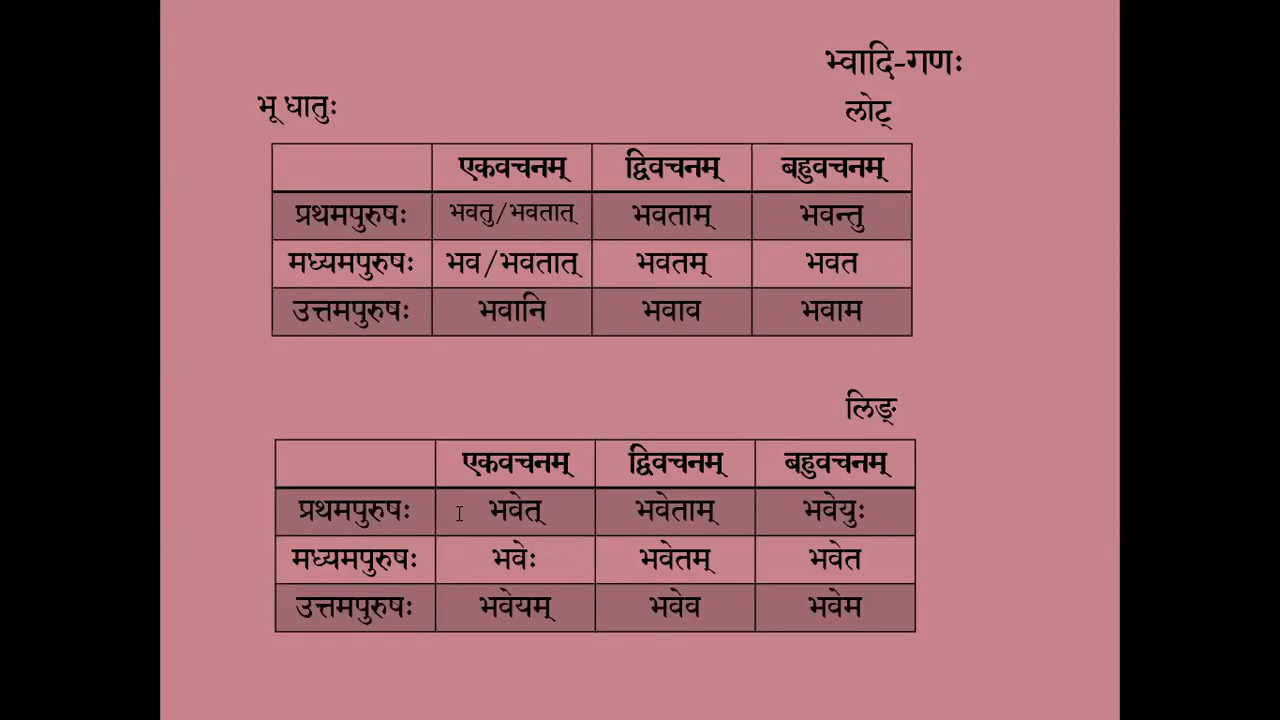 भ्वादि-गणः
भू धातुः
लोट्
एकवचनम् द्विवचनम् बहुवचनम्
प्रथमपुरुषः भवतु/भवतात् भवताम् भवन्तु
मध्यमपुरुषः भव/भवतात् भवतम् भवत
उत्तमपुरुषः भवानि भवाव भवाम
लिङ्
एकवचनम् द्विवचनम् बहुवचनम्
प्रथमपुरुषः भवेत् भवेताम् भवेयुः
मध्यमपुरुषः भवेः भवेतम् भवेत
उत्तमपुरुषः भवेयम् भवेव भवेम